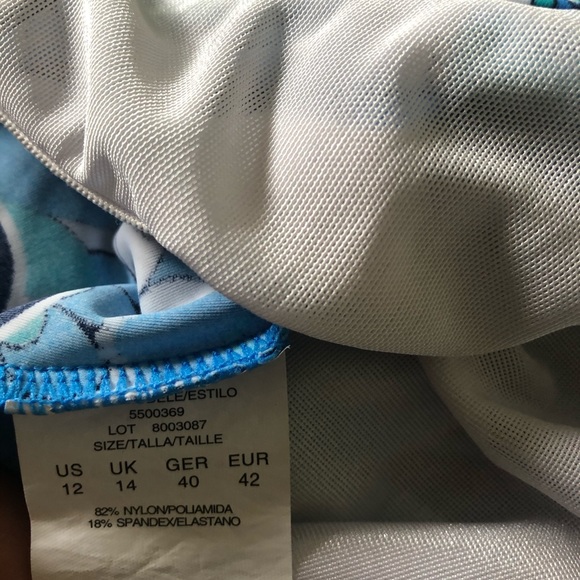 5500369
LOT 8003087
SIZE/TALLA/TAILLE
US UK GER EUR
12 14 40 42
82% NYLON/POLIAMIDA
18% SPANDEX/ELASTANO